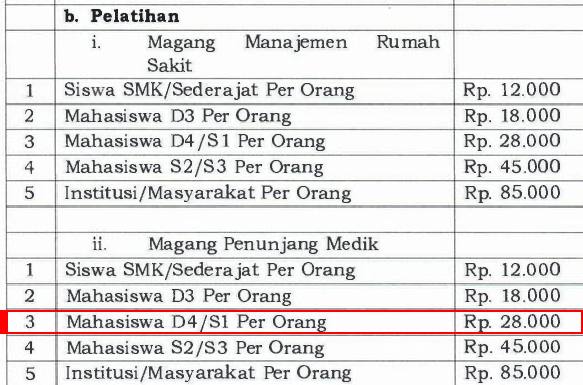 b. Pelatihan
i. Magang Manajemen Rumah
Sakit
1 Siswa SMK/Sederajat Per Orang Rp. 12.000
2 Mahasiswa D3 Per Orang Rp. 18.000
3 Mahasiswa D4/S1 Per Orang Rp. 28.000
4 Mahasiswa S2/S3 Per Orang Rp. 45.000
5 Institusi/Masyarakat Per Orang Rp. 85.000
ii. Magang Penunjang Medik
1 Siswa SMK/Sederajat Per Orang Rp. 12.000
2 Mahasiswa D3 Per Orang Rp. 18.000
3 Mahasiswa D4/S1 Per Orang Rp. 28.000
4 Mahasiswa S2/S3 Per Orang Rp. 45.000
5 Institusi/Masyarakat Per Orang Rp. 85.000